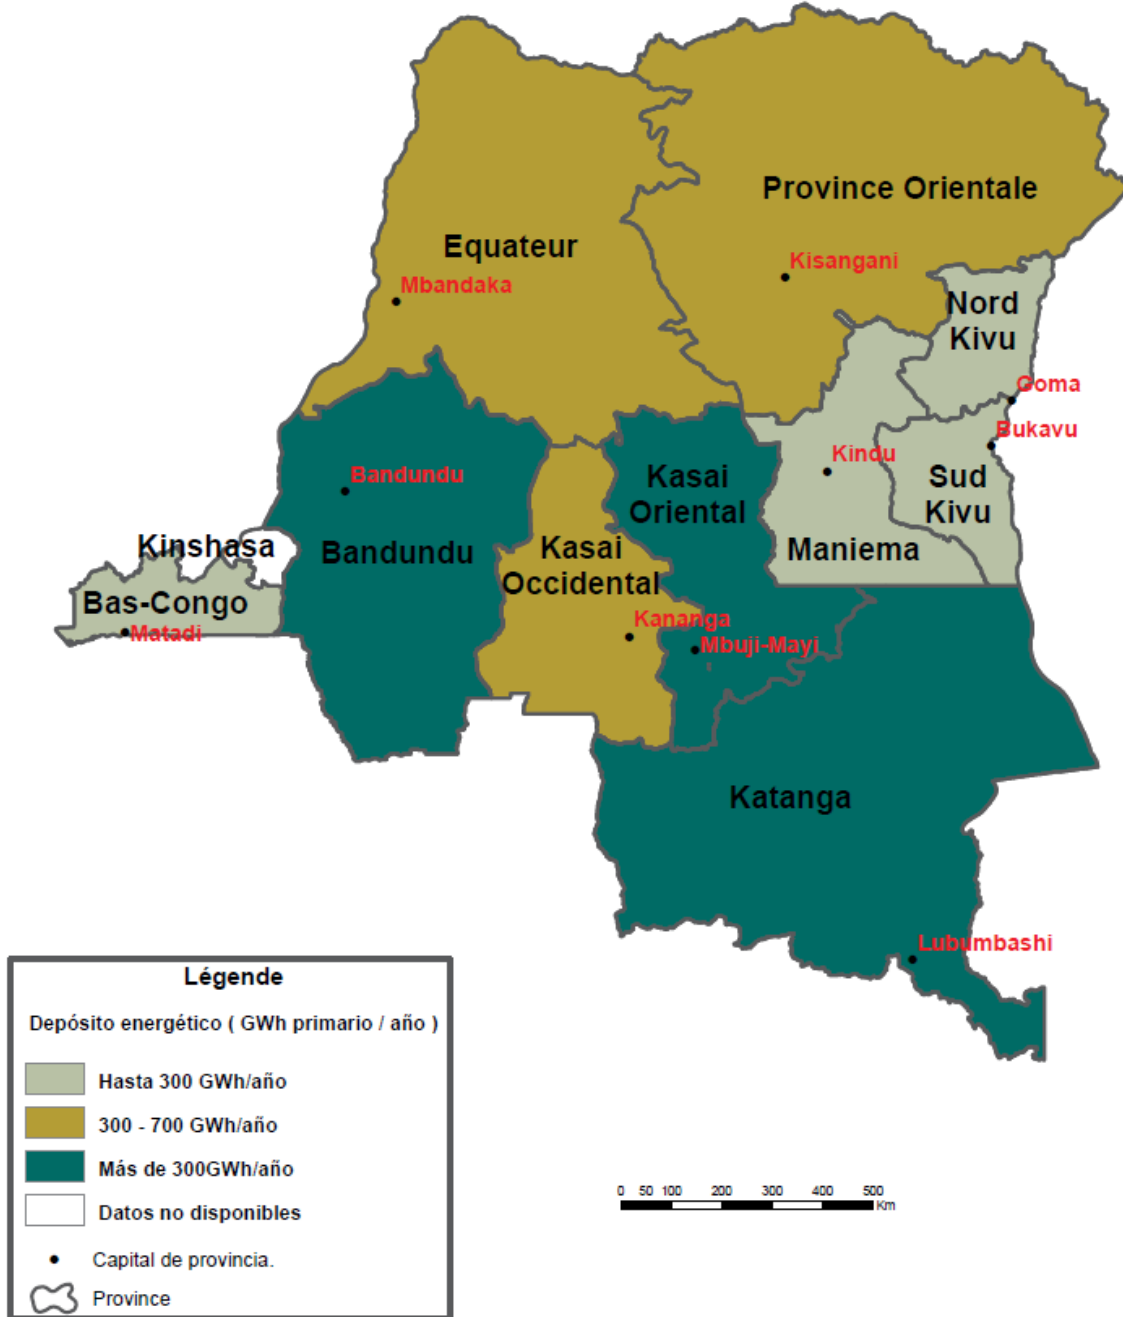 Province Orientale
Equateur
Kisangani
Mbandaka
Nord
Kivu
Goma
Bukavu
Kindu
Bandundu
Kasai
Oriental
Sud
Kivu
Kinshasa
Bandundu
Kasai
Occidental
Maniema
Bas-Congo
Matadi
Kananga
Mbuji-Mayi
Katanga
Lubumbashi
Légende
Depósito energético ( GWh primario / año )
Hasta 300 GWh/año
300 - 700 GWh/año
Más de 300GWh/año
Datos no disponibles
Capital de provincia.
Province
0 50 100 200 300 400 500
Km